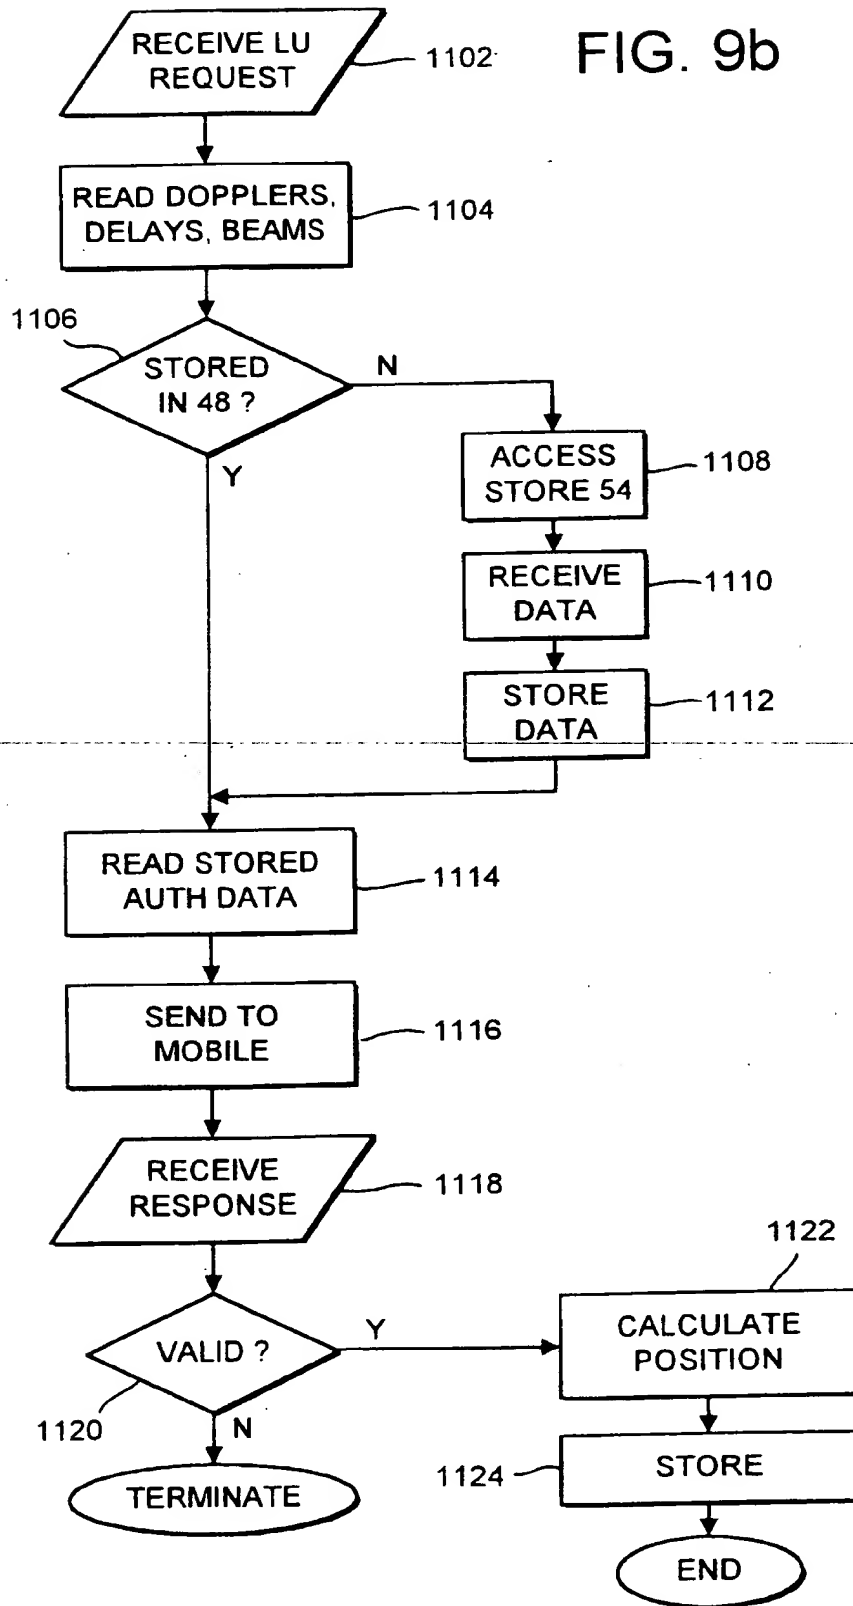 FIG. 9b
RECEIVE LU
REQUEST
1102
READ DOPPLERS,
DELAYS, BEAMS
1104
1106
STORED
IN 48 ?
N
Y
ACCESS
STORE 54
1108
RECEIVE
DATA
1110
STORE
DATA
1112
READ STORED
AUTH DATA
1114
SEND TO
MOBILE
1116
RECEIVE
RESPONSE
1118
VALID ?
1120
Y
N
TERMINATE
1122
CALCULATE
POSITION
1124
STORE
END